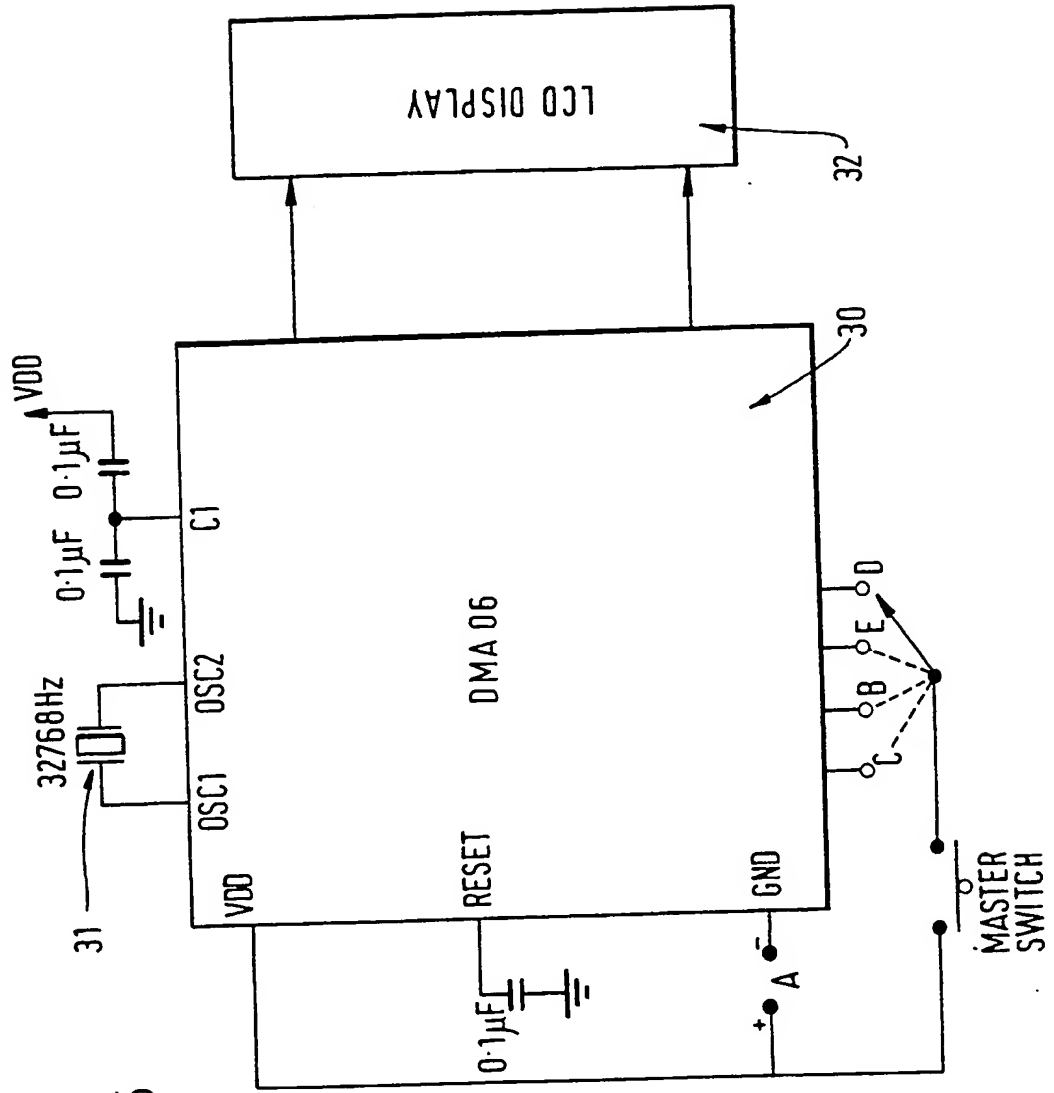 VDD
0·1µF
0·1µF
32768Hz
31
OSC1
OSC2
C1
VDD
RESET
0·1µF
GND
+
A
-
DMA 06
30
LCD DISPLAY
32
C
B
E
D
MASTER
SWITCH